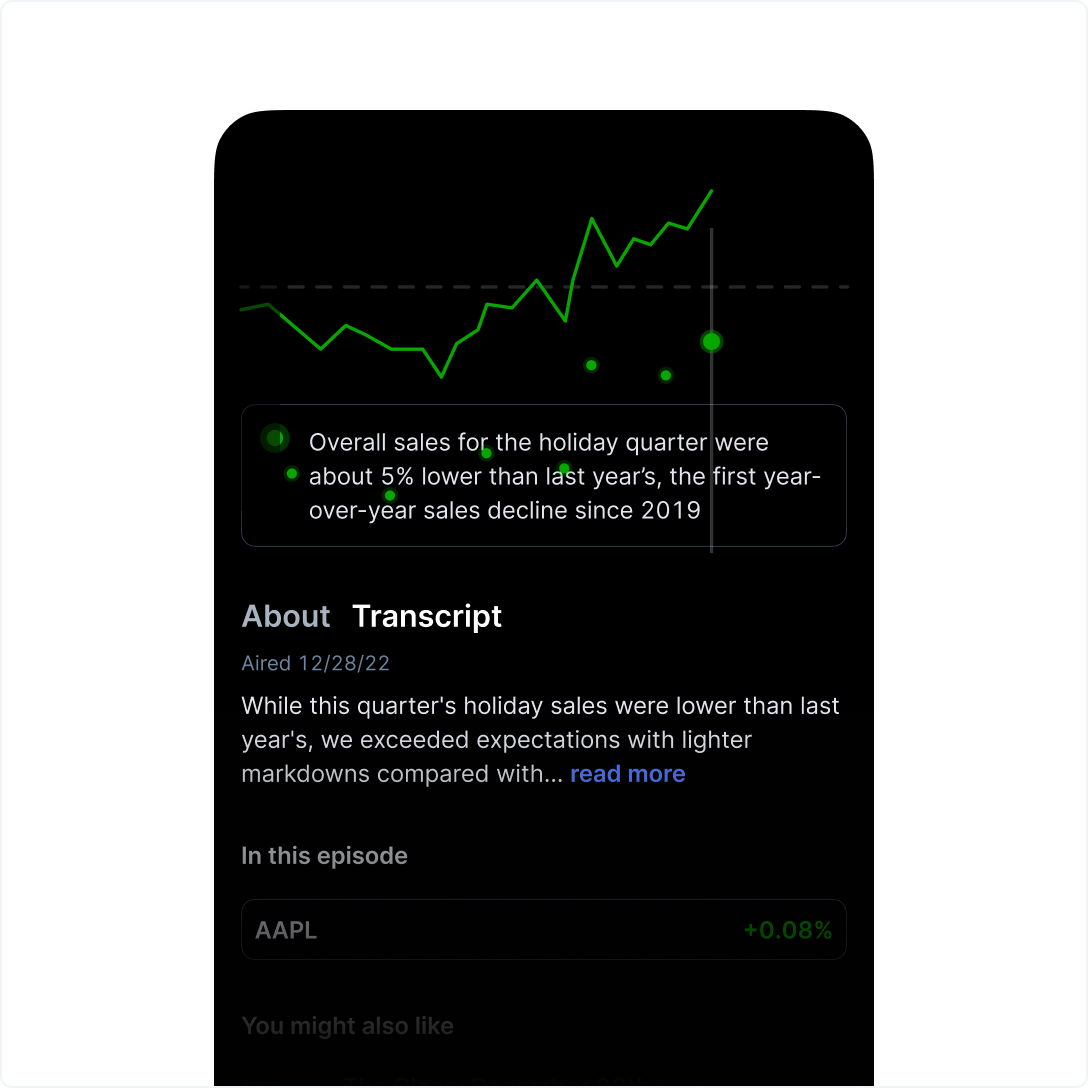 Overall sales for the holiday quarter were
about 5% lower than last year’s, the first year-
over-year sales decline since 2019
About Transcript
Aired 12/28/22
While this quarter's holiday sales were lower than last
year's, we exceeded expectations with lighter
markdowns compared with... read more
In this episode
AAPL +0.08%
You might also like